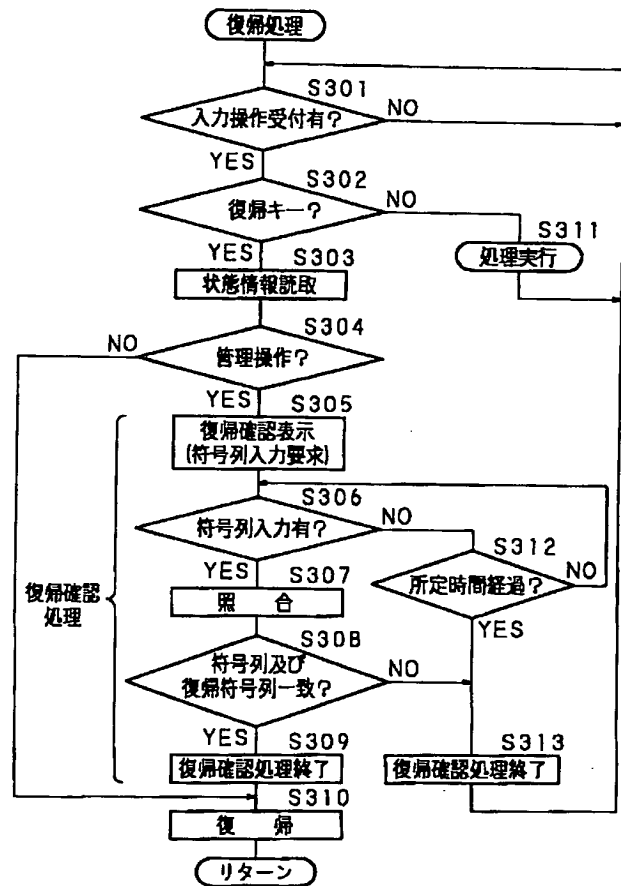 復帰処理
S301
入力操作受付有?
NO
YES
S302
復帰キー?
NO
S311
処理実行
YES
S303
状態情報読取
S304
管理操作?
NO
YES
S305
復帰確認表示
(符号列入力要求)
S306
符号列入力有?
NO
S312
所定時間経過?
NO
YES
YES
S307
照 合
復帰確認
処理
S308
符号列及び
復帰符号列一致?
NO
YES
S309
復帰確認処理終了
S313
復帰確認処理終了
S310
復 帰
リターン